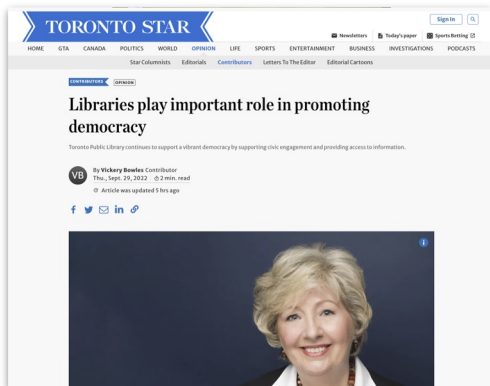 TORONTO STAR
Sign In
Newsletters Today's paper Sports Betting
HOME GTA CANADA POLITICS WORLD OPINION LIFE SPORTS ENTERTAINMENT BUSINESS INVESTIGATIONS PODCASTS
Star Columnists Editorials Contributors Letters To The Editor Editorial Cartoons
CONTRIBUTORS OPINION
Libraries play important role in promoting
democracy
Toronto Public Library continues to support a vibrant democracy by supporting civic engagement and providing access to information.
VB
By Vickery Bowles Contributor
Thu., Sept. 29, 2022 2 min. read
Article was updated 5 hrs ago